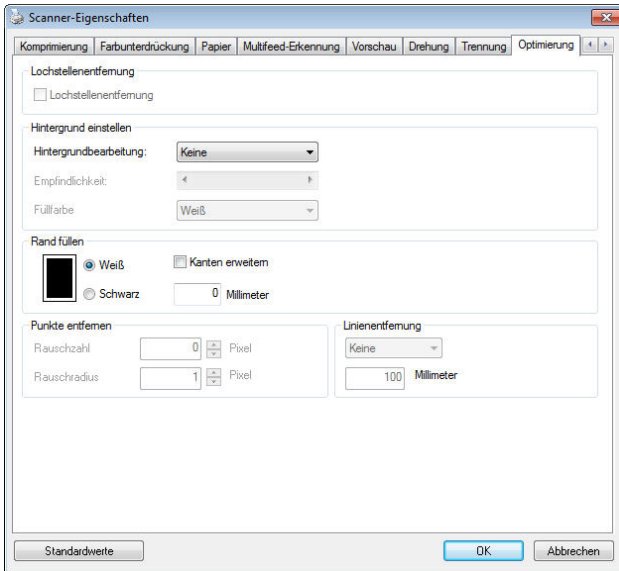 Scanner-Eigenschaften
Komprimierung Farbunterdrückung Papier Multifeed-Erkennung Vorschau Drehung Trennung Optimierung
Lochstellenentfernung
Lochstellenentfernung
Hintergrund einstellen
Hintergrundbearbeitung: Keine
Empfindlichkeit:
Füllfarbe Weiß
Rand füllen
Weiß Kanten erweitern
Schwarz 0 Millimeter
Punkte entfernen Linienentfernung
Rauschzahl 0 Pixel Keine
Rauschradius 1 Pixel 100 Millimeter
Standardwerte OK Abbrechen